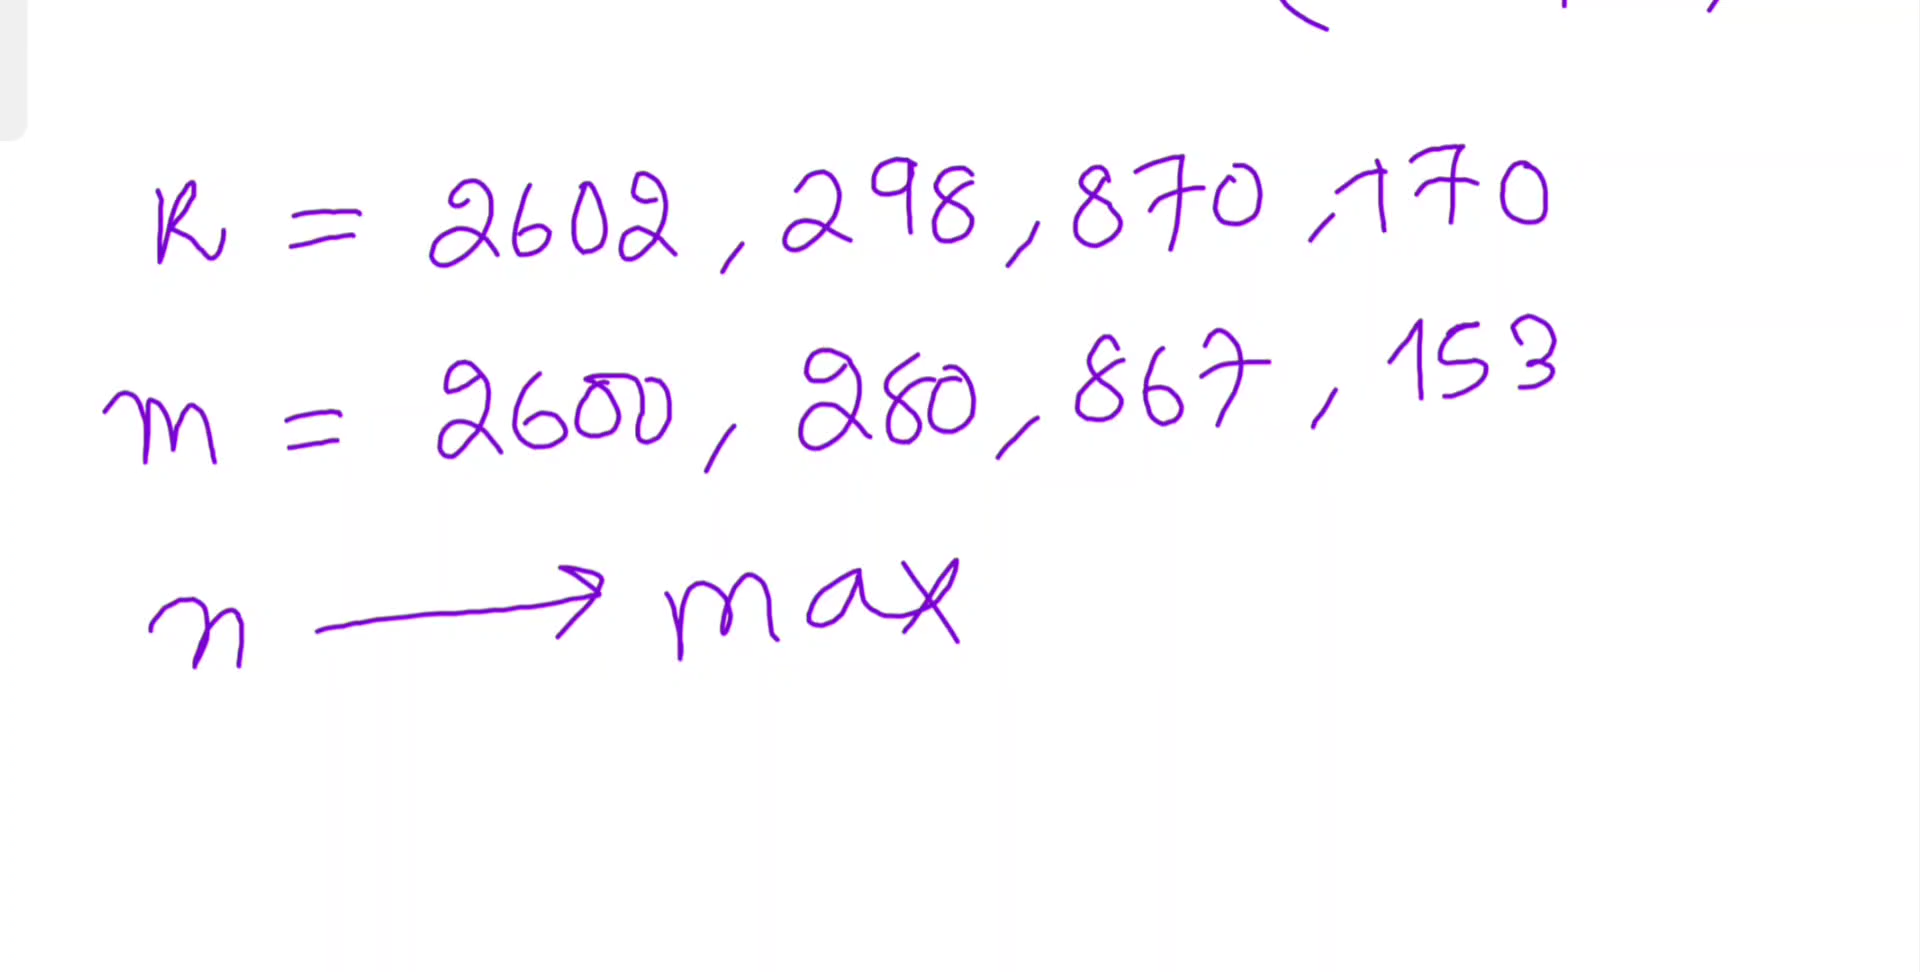 k = 2602, 298, 870, 170
m = 2600, 280, 867, 153
n → max